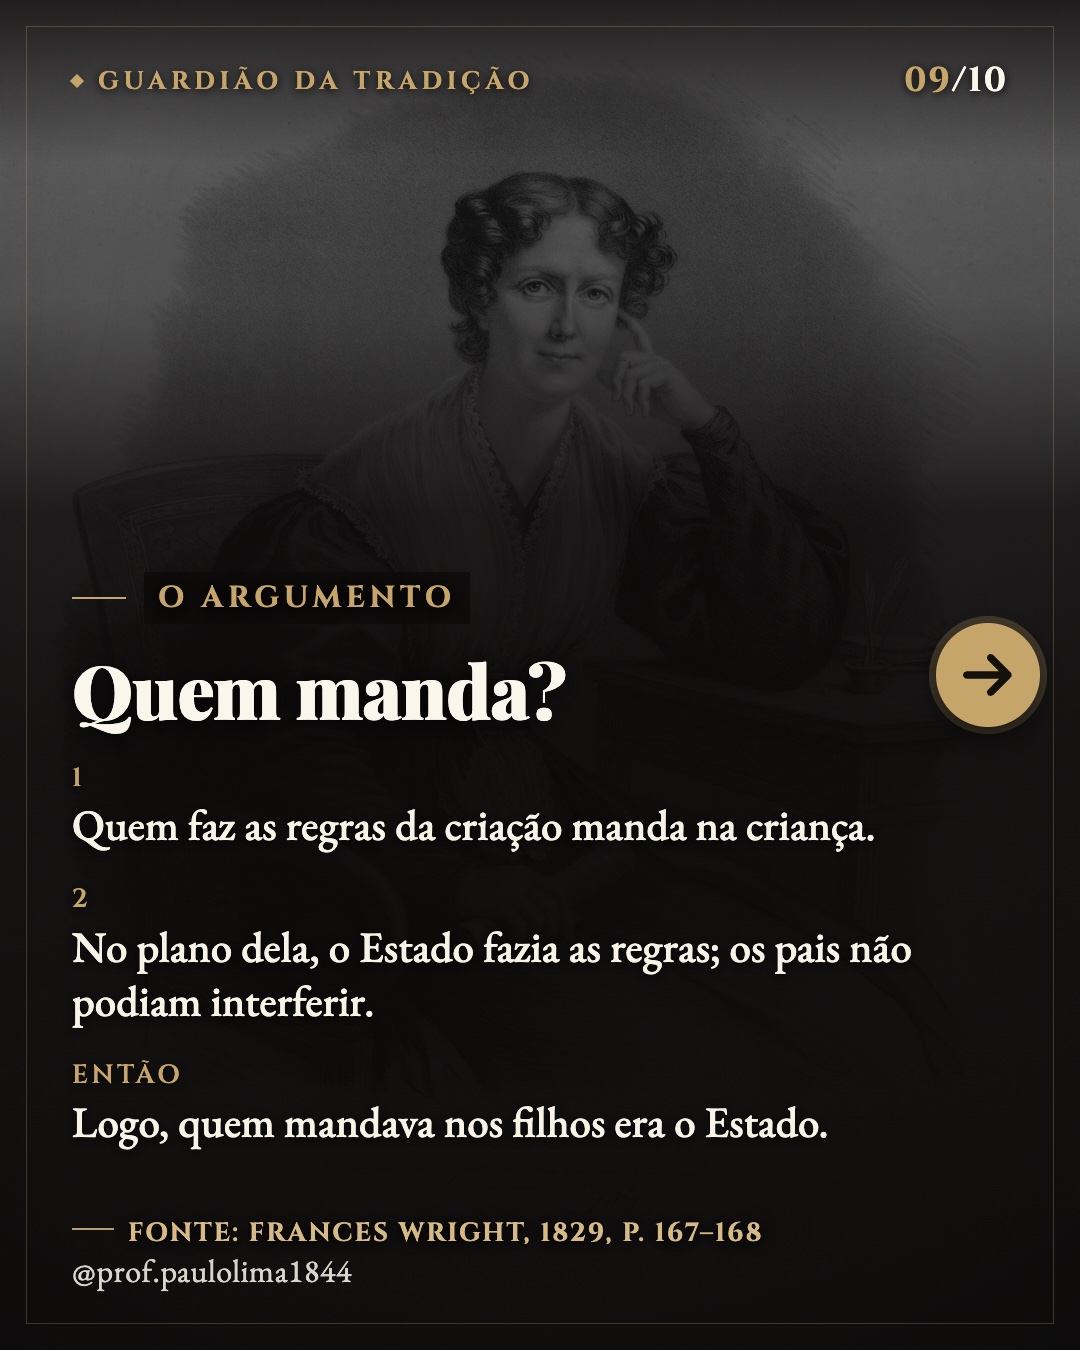 GUARDIÃO DA TRADIÇÃO
09/10
O ARGUMENTO
Quem manda?
1
Quem faz as regras da criação manda na criança.
2
No plano dela, o Estado fazia as regras; os pais não
podiam interferir.
ENTÃO
Logo, quem mandava nos filhos era o Estado.
FONTE: FRANCES WRIGHT, 1829, P. 167–168
@prof.paulolima1844